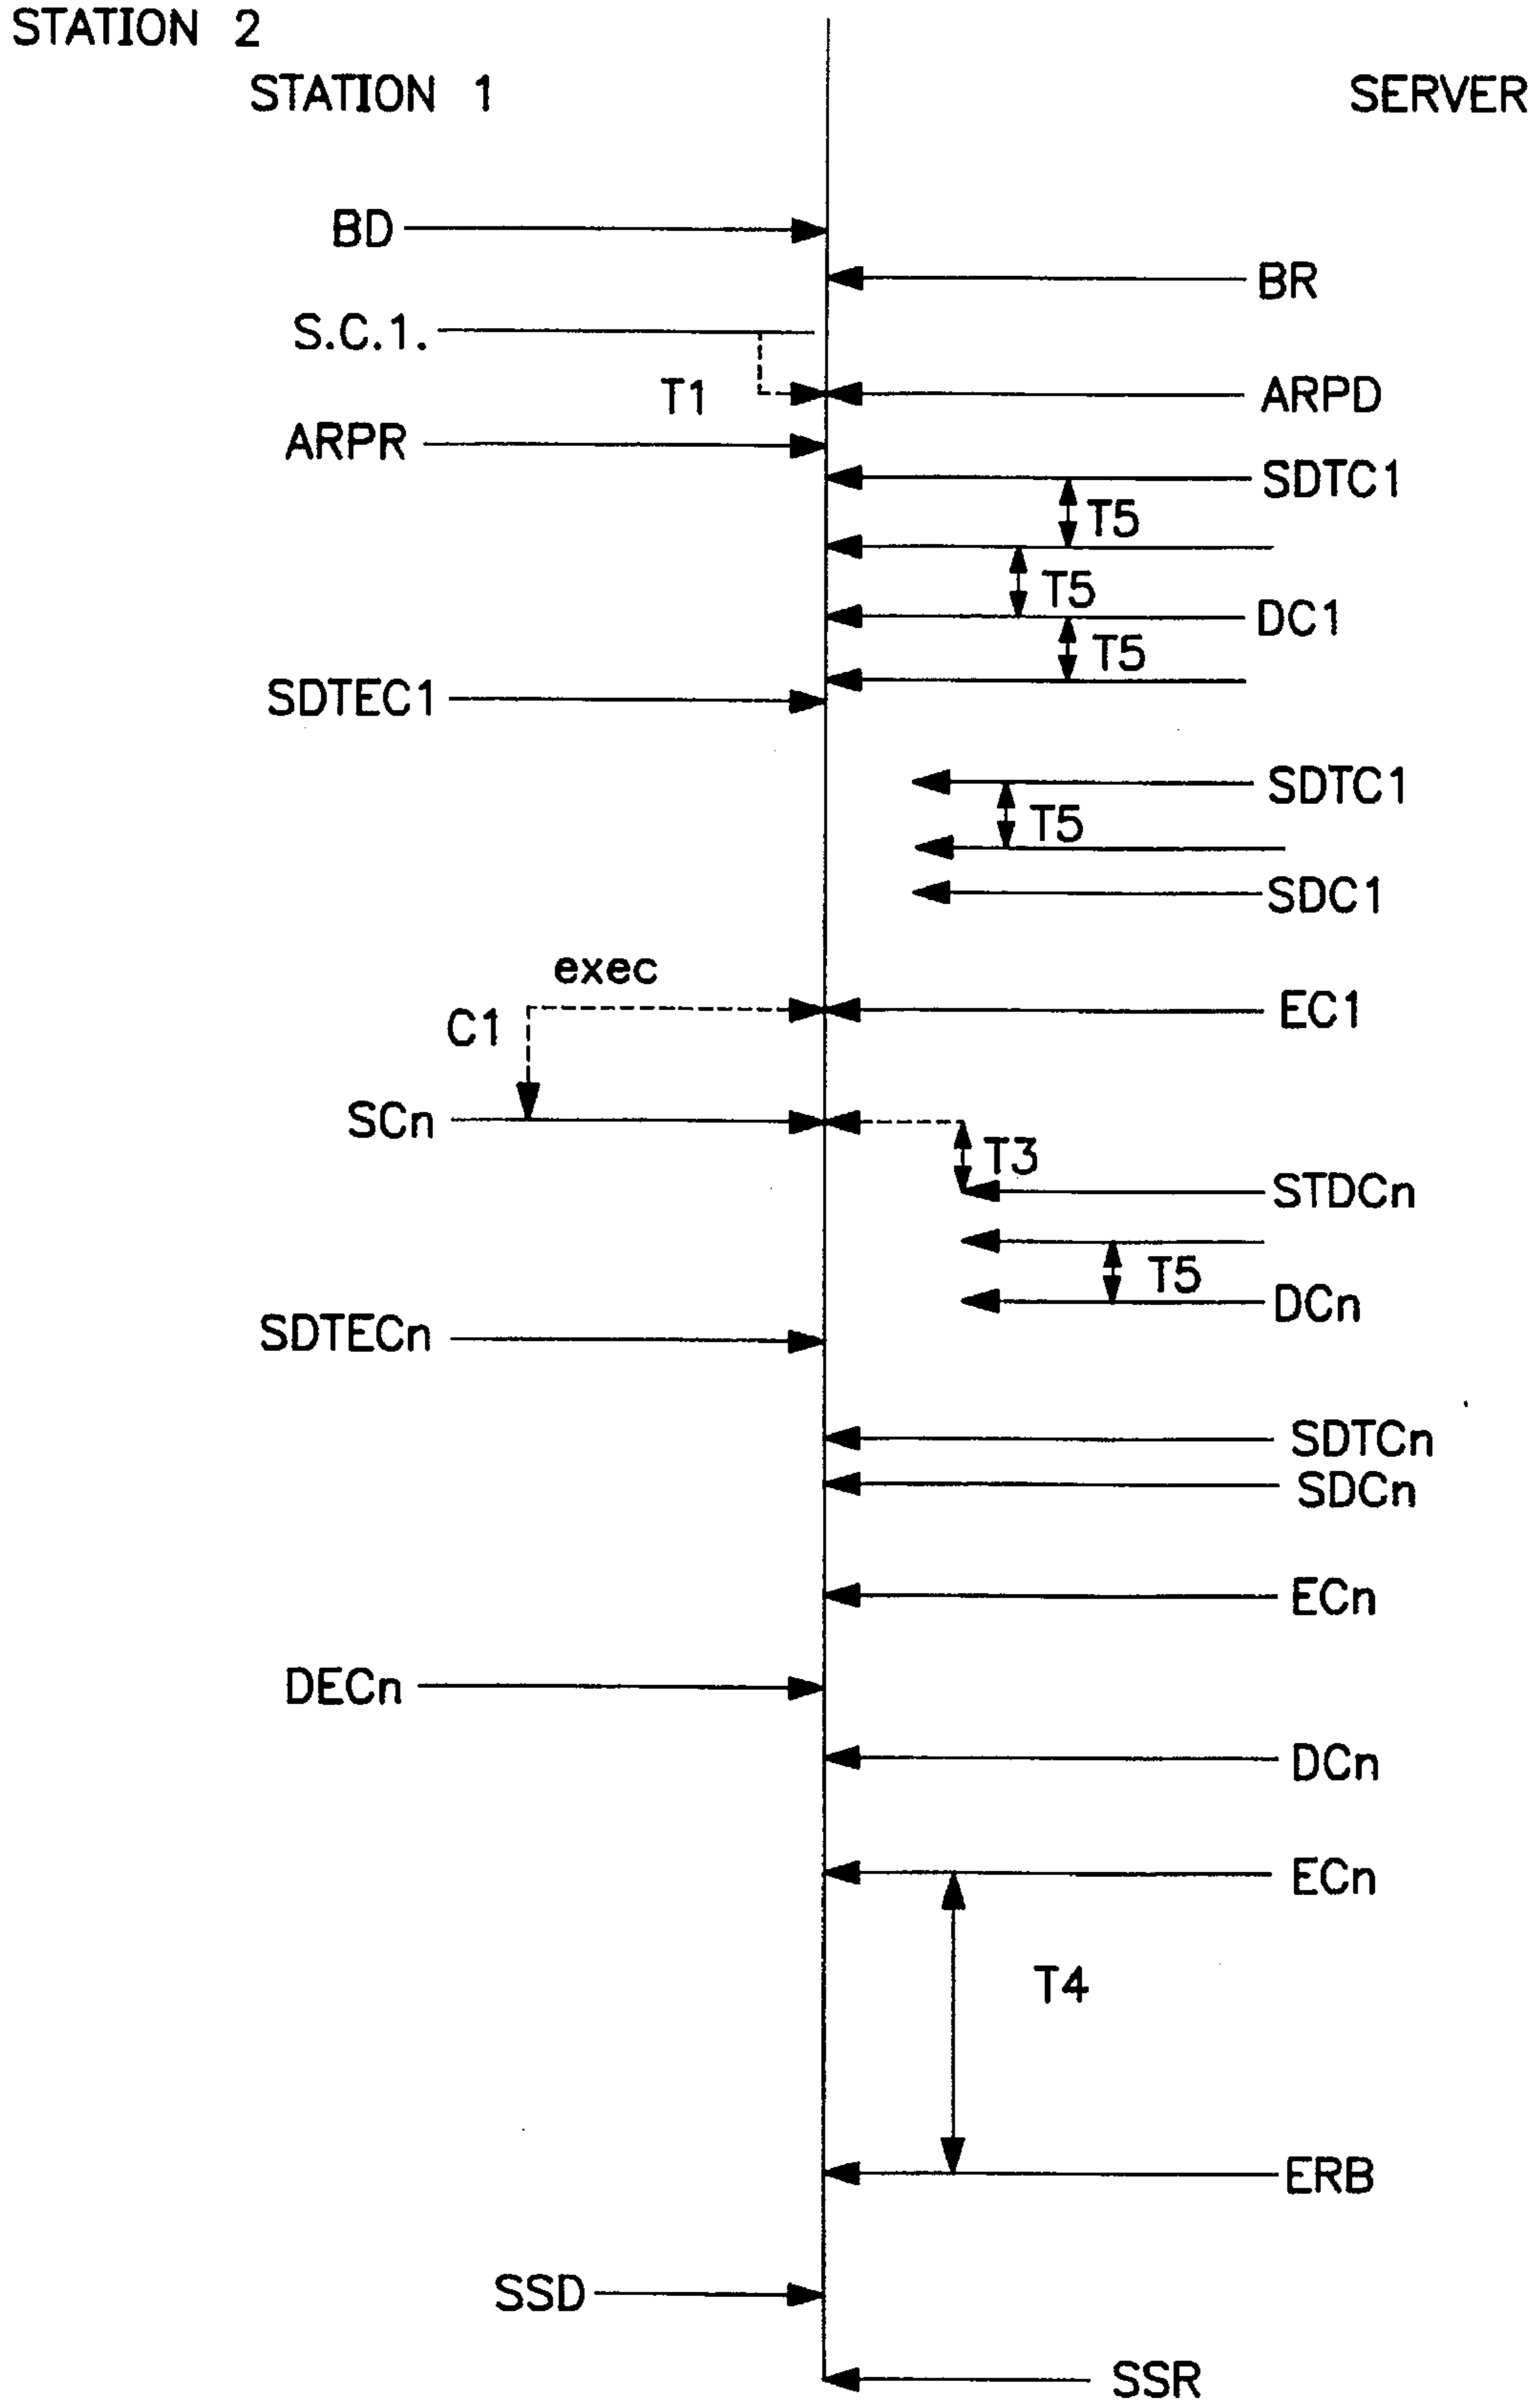 STATION 2
STATION 1
SERVER
BD
BR
S.C.1.
T1
ARPD
ARPR
SDTC1
T5
T5
DC1
T5
SDTEC1
SDTC1
T5
SDC1
exec
C1
EC1
SCn
T3
STDCn
T5
DCn
SDTECn
SDTCn
SDCn
ECn
DECn
DCn
ECn
T4
ERB
SSD
SSR